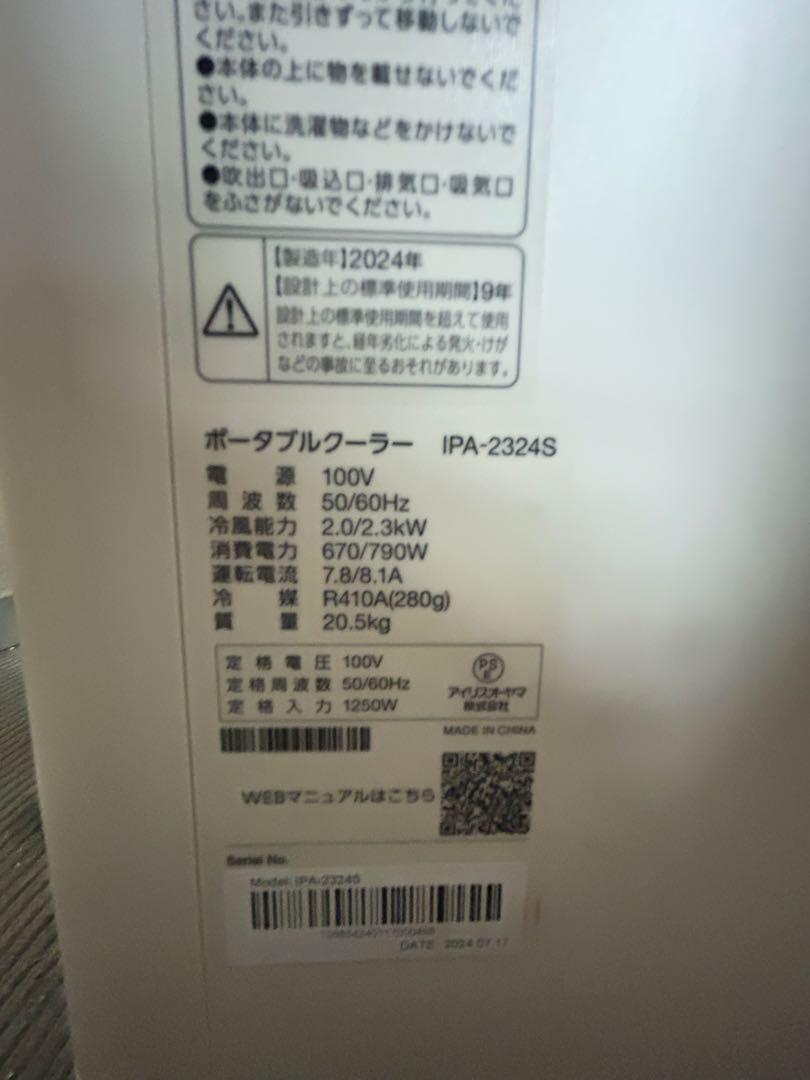 さい。また引きずって移動しないで
ください。
●本体の上に物を載せないでくだ
さい。
●本体に洗濯物などをかけないで
ください。
●吹出口・吸込口・排気口・吸気口
をふさがないでください。
【製造年】2024年
【設計上の標準使用期間】9年
設計上の標準使用期間を超えて使用
されますと、経年劣化による発火・けが
などの事故に至るおそれがあります。
ポータブルクーラー IPA-2324S
電源 100V
周波数 50/60Hz
冷風能力 2.0/2.3kW
消費電力 670/790W
運転電流 7.8/8.1A
冷媒 R410A(280g)
質量 20.5kg
定格電圧 100V
定格周波数 50/60Hz
定格入力 1250W
PS
E
アイリスオーヤマ
株式会社
MADE IN CHINA
WEBマニュアルはこちら
Serial No.
Model: IPA-2324S
DATE 2024.07.17